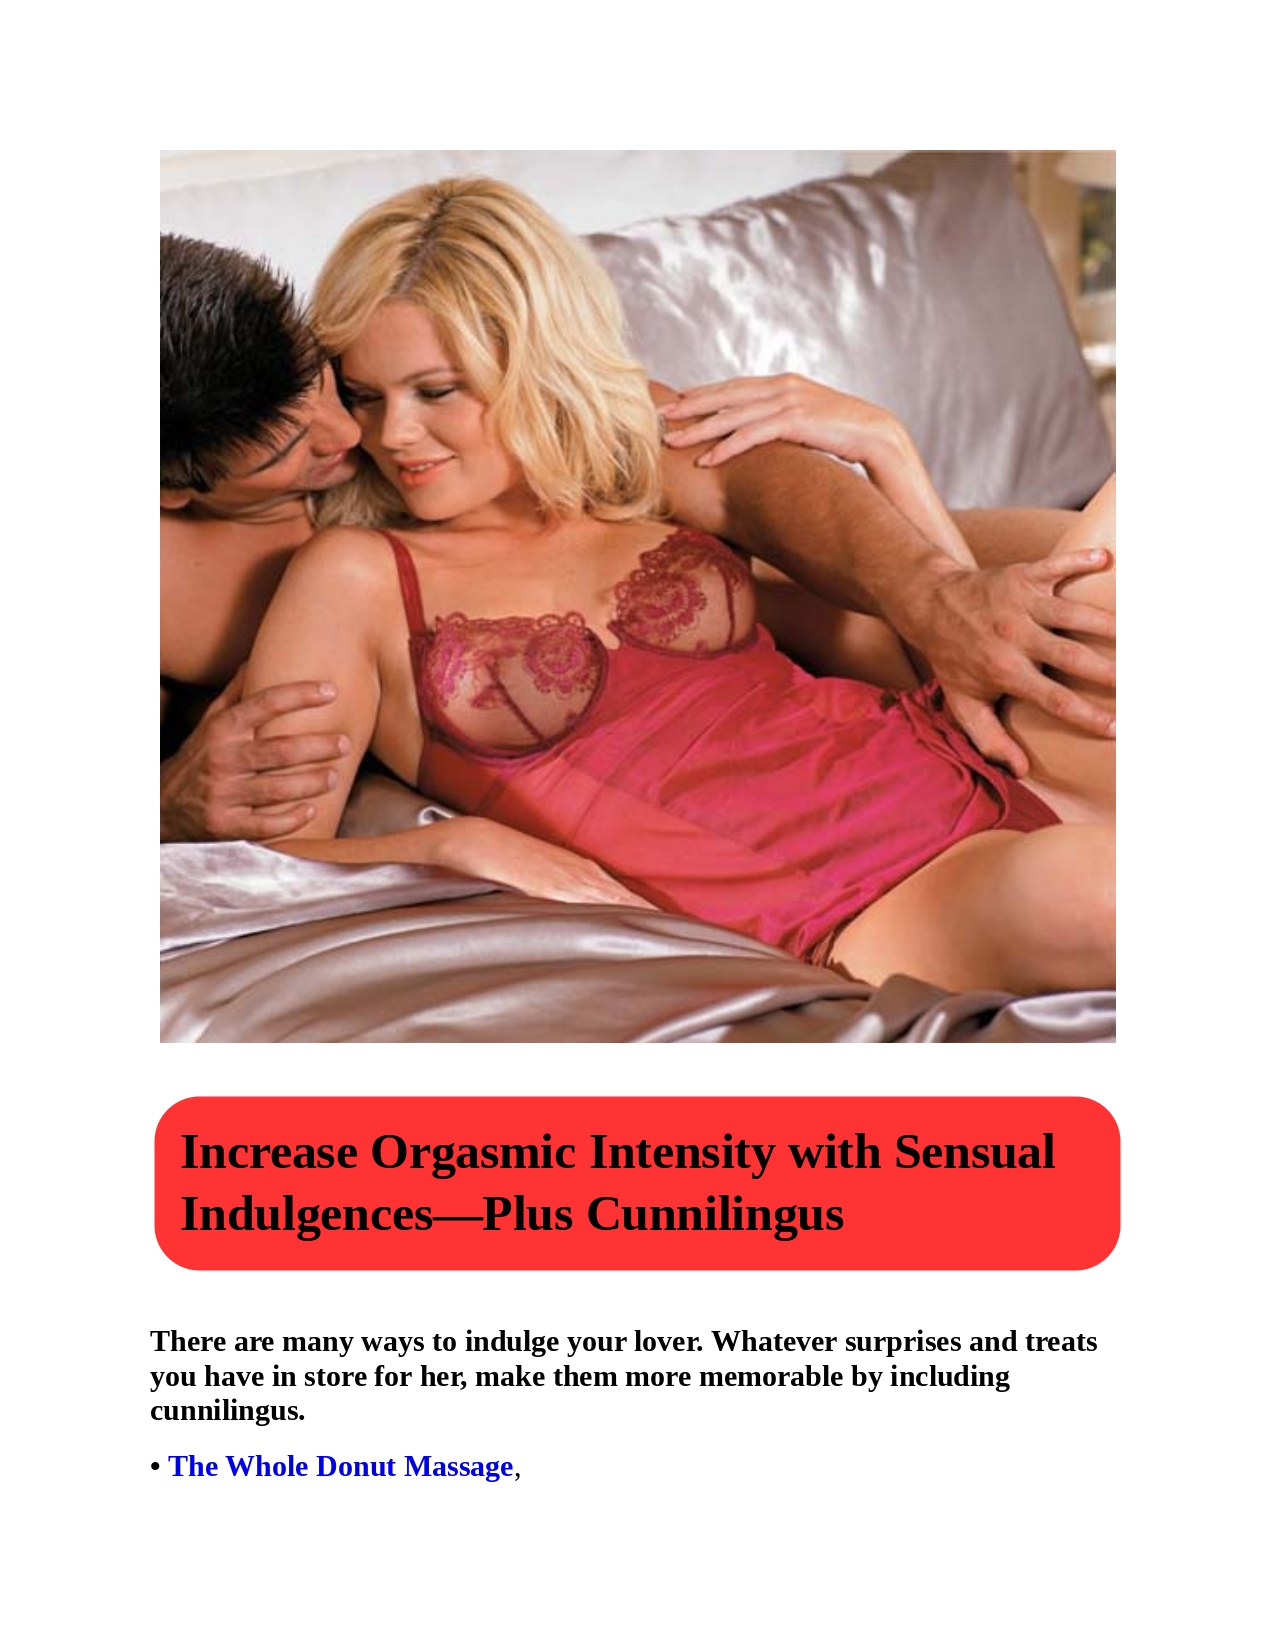 Increase Orgasmic Intensity with Sensual
Indulgences—Plus Cunnilingus
There are many ways to indulge your lover. Whatever surprises and treats
you have in store for her, make them more memorable by including
cunnilingus.
• The Whole Donut Massage,